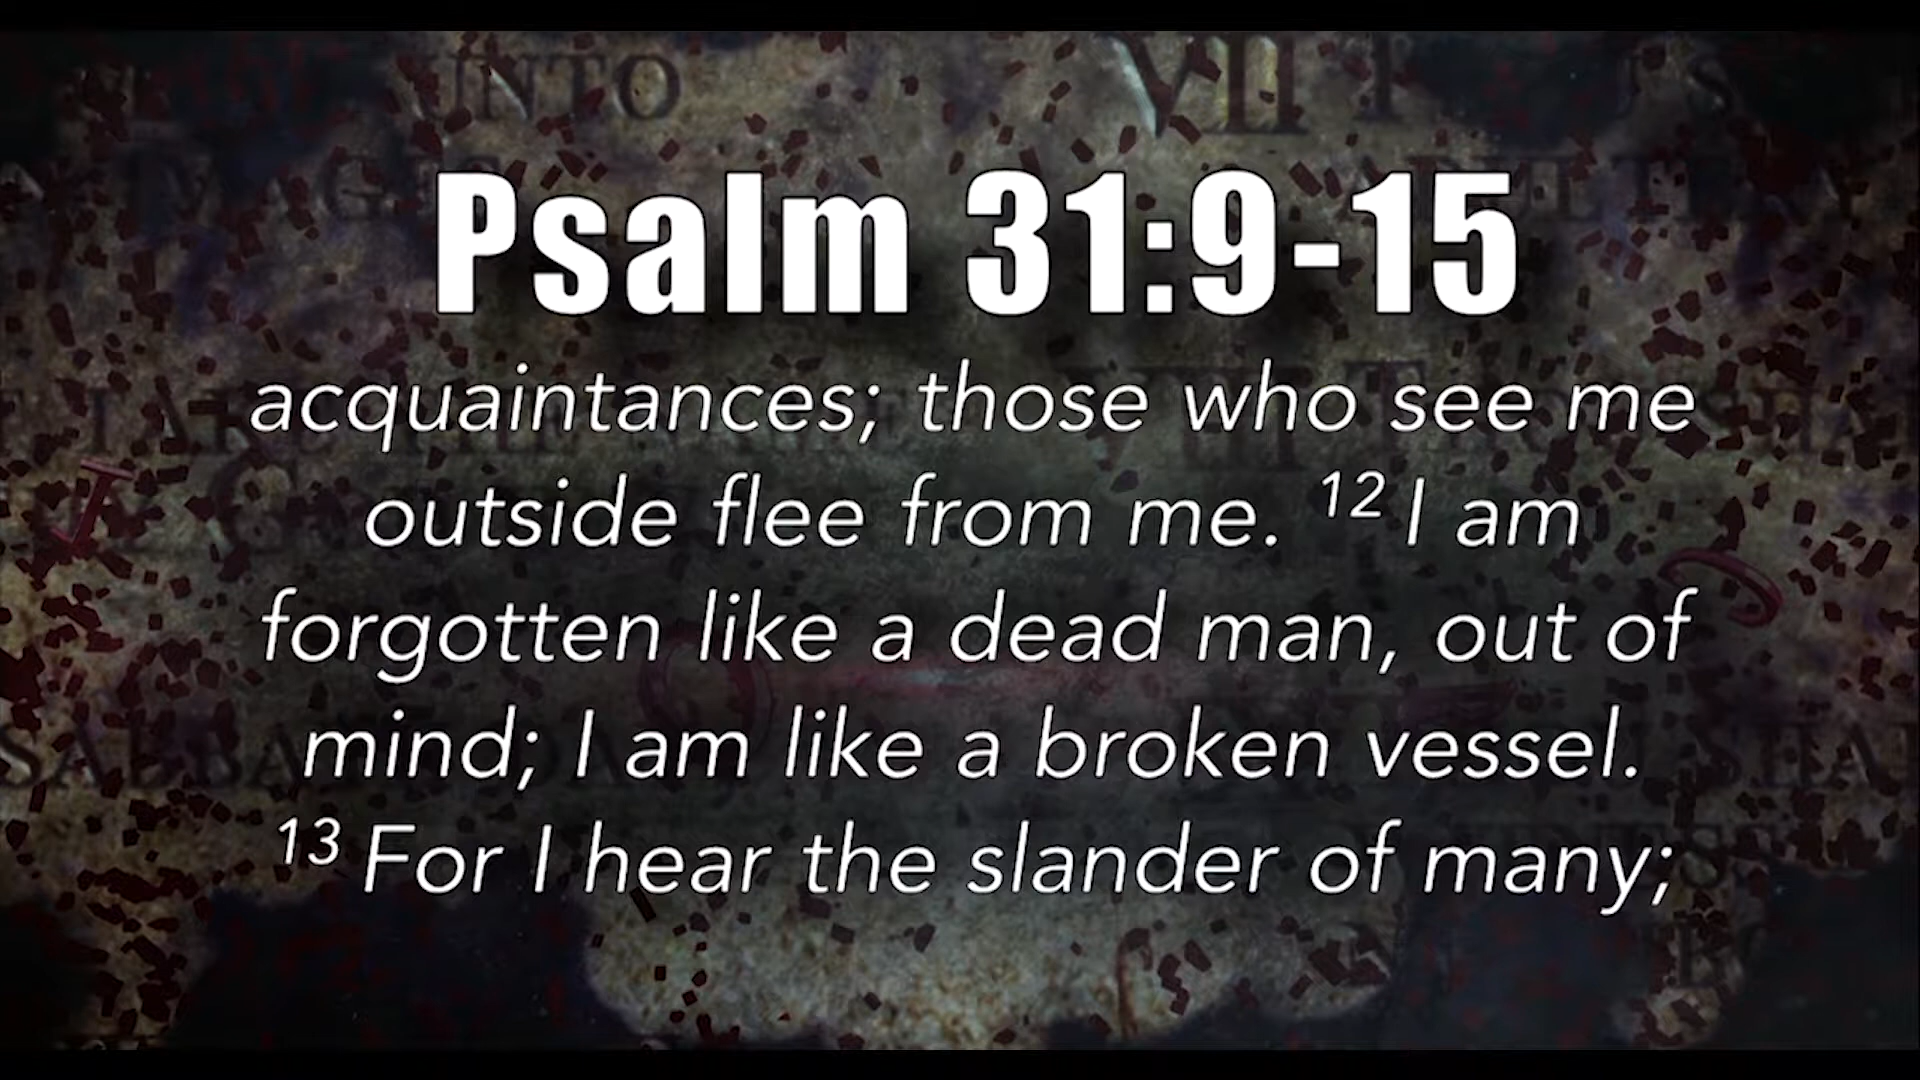 UNTO VII T
Psalm 31:9-15
acquaintances; those who see me
outside flee from me. 12 I am
forgotten like a dead man, out of
mind; I am like a broken vessel.
13 For I hear the slander of many;